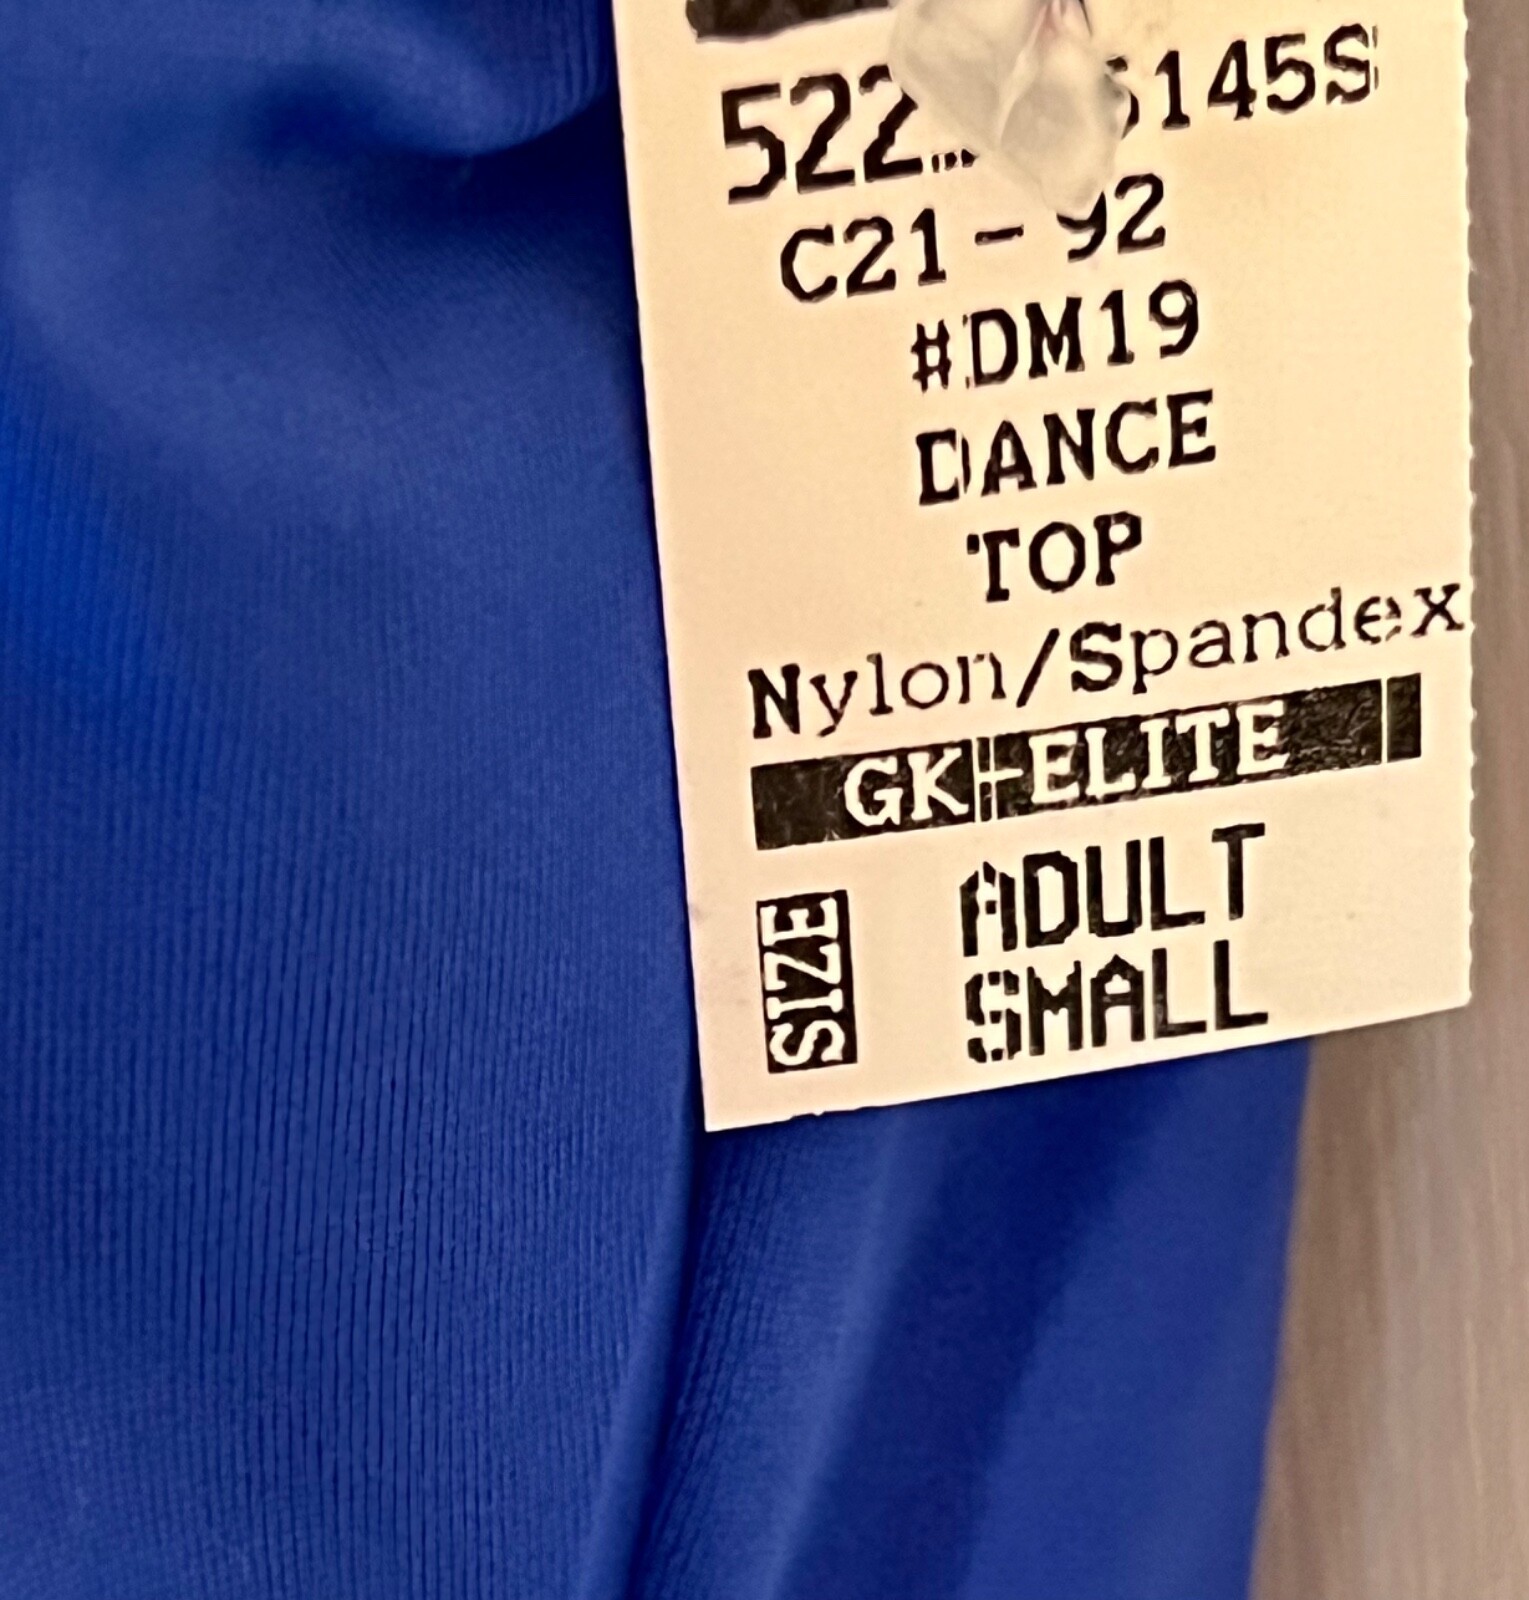 C21-92
#DM19
DANCE
TOP
Nylon/Spandex
GK-ELITE
SIZE
ADULT
SMALL